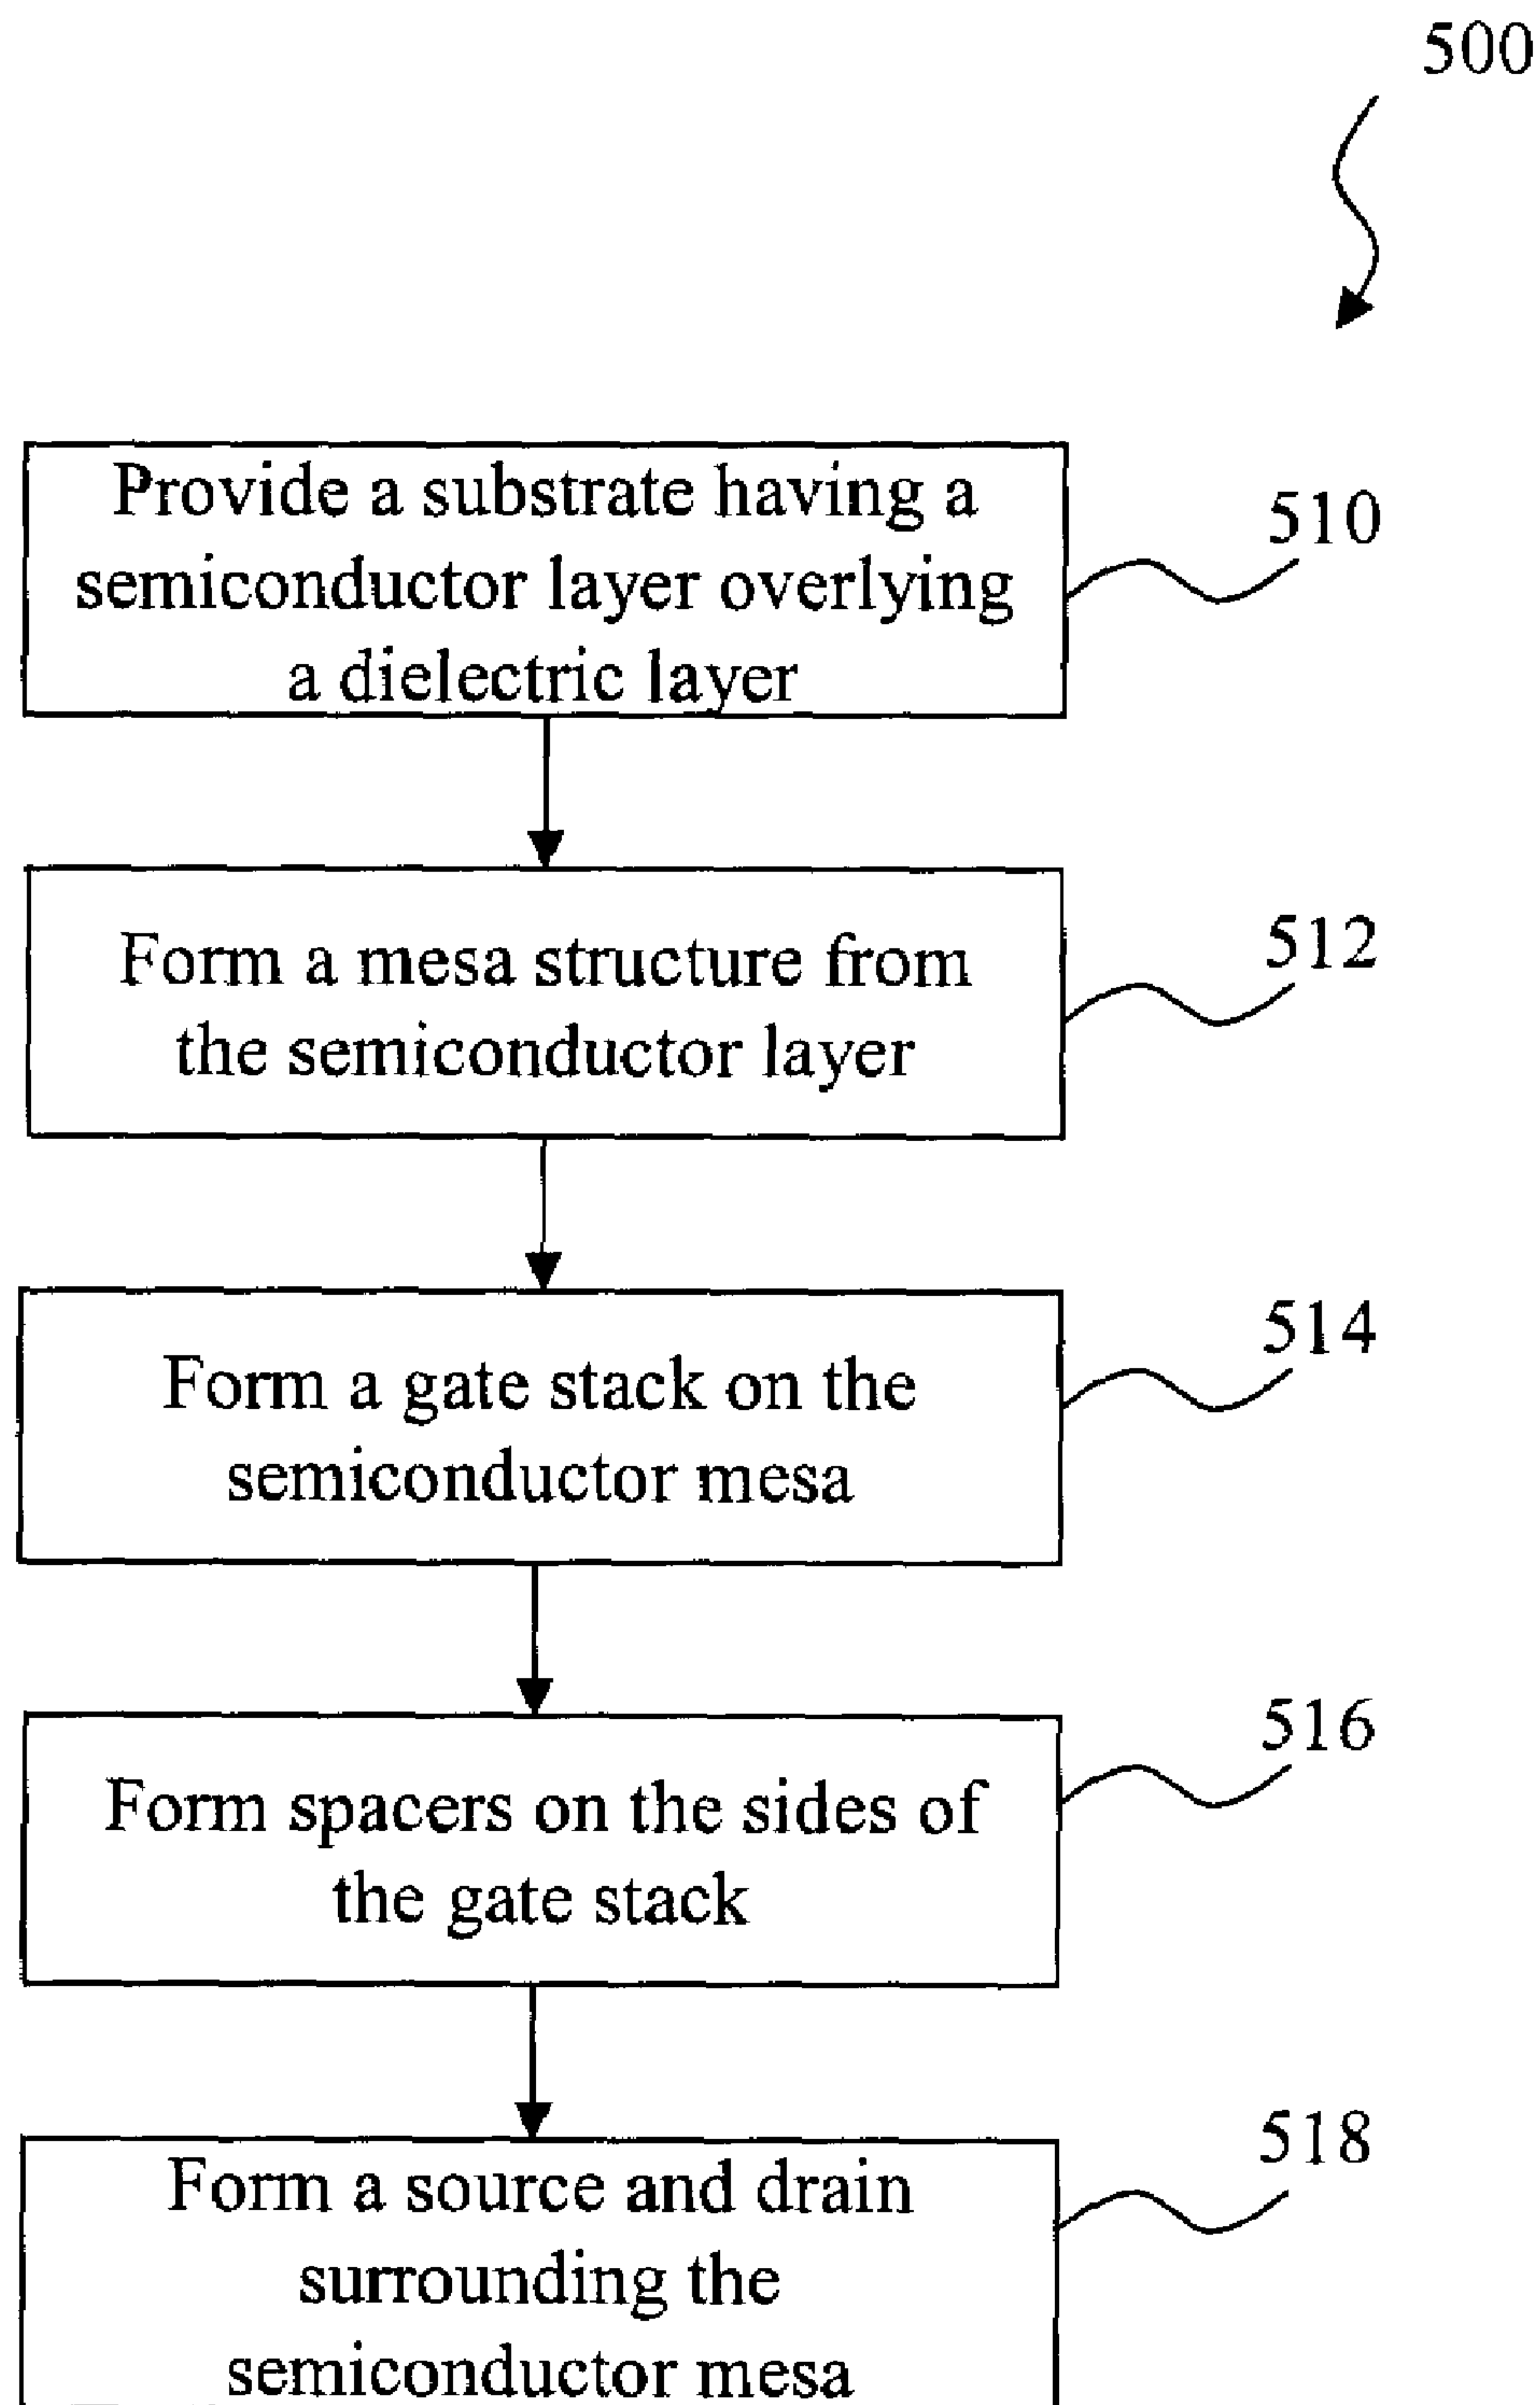 500
Provide a substrate having a
semiconductor layer overlying
a dielectric layer
510
Form a mesa structure from
the semiconductor layer
512
Form a gate stack on the
semiconductor mesa
514
Form spacers on the sides of
the gate stack
516
Form a source and drain
surrounding the
semiconductor mesa
518